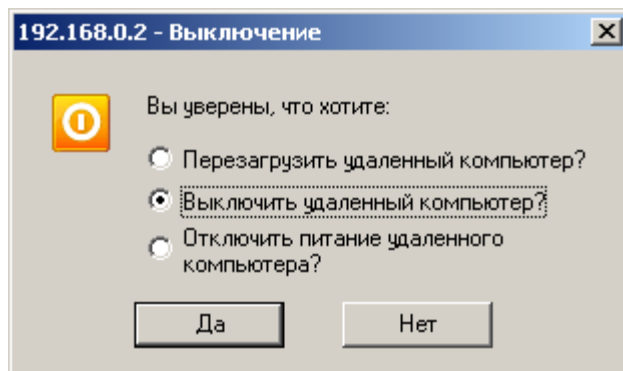 192.168.0.2 - Выключение
Вы уверены, что хотите:
Перезагрузить удаленный компьютер?
Выключить удаленный компьютер?
Отключить питание удаленного
компьютера?
Да
Нет